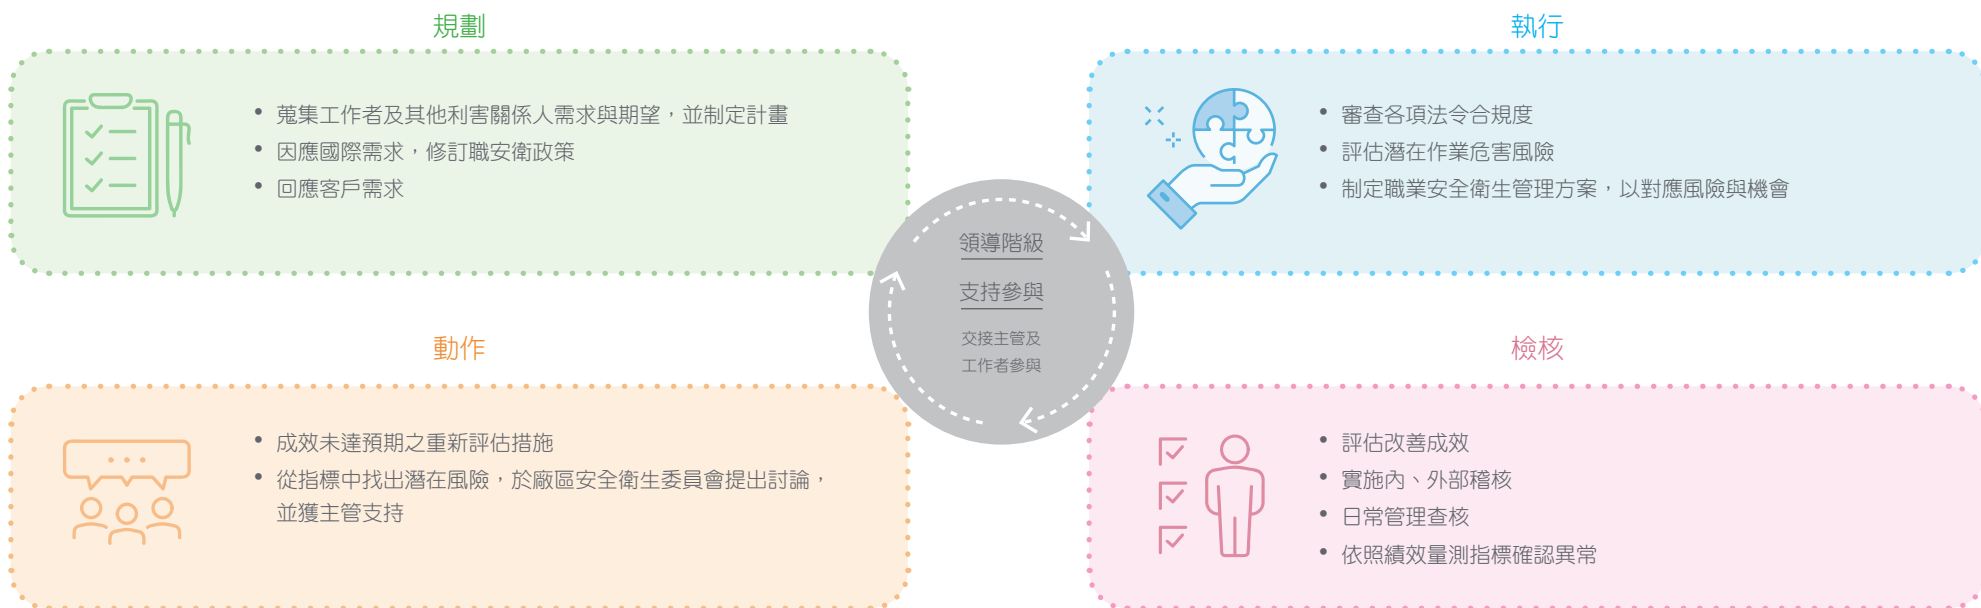 規劃
• 蒐集工作者及其他利害關係人需求與期望，並制定計畫
• 因應國際需求，修訂職安衛政策
• 回應客戶需求
執行
• 審查各項法令合規度
• 評估潛在作業危害風險
• 制定職業安全衛生管理方案，以對應風險與機會
領導階級
支持參與
交接主管及
工作者參與
動作
• 成效未達預期之重新評估措施
• 從指標中找出潛在風險，於廠區安全衛生委員會提出討論，
並獲主管支持
檢核
• 評估改善成效
• 實施內、外部稽核
• 日常管理查核
• 依照績效量測指標確認異常